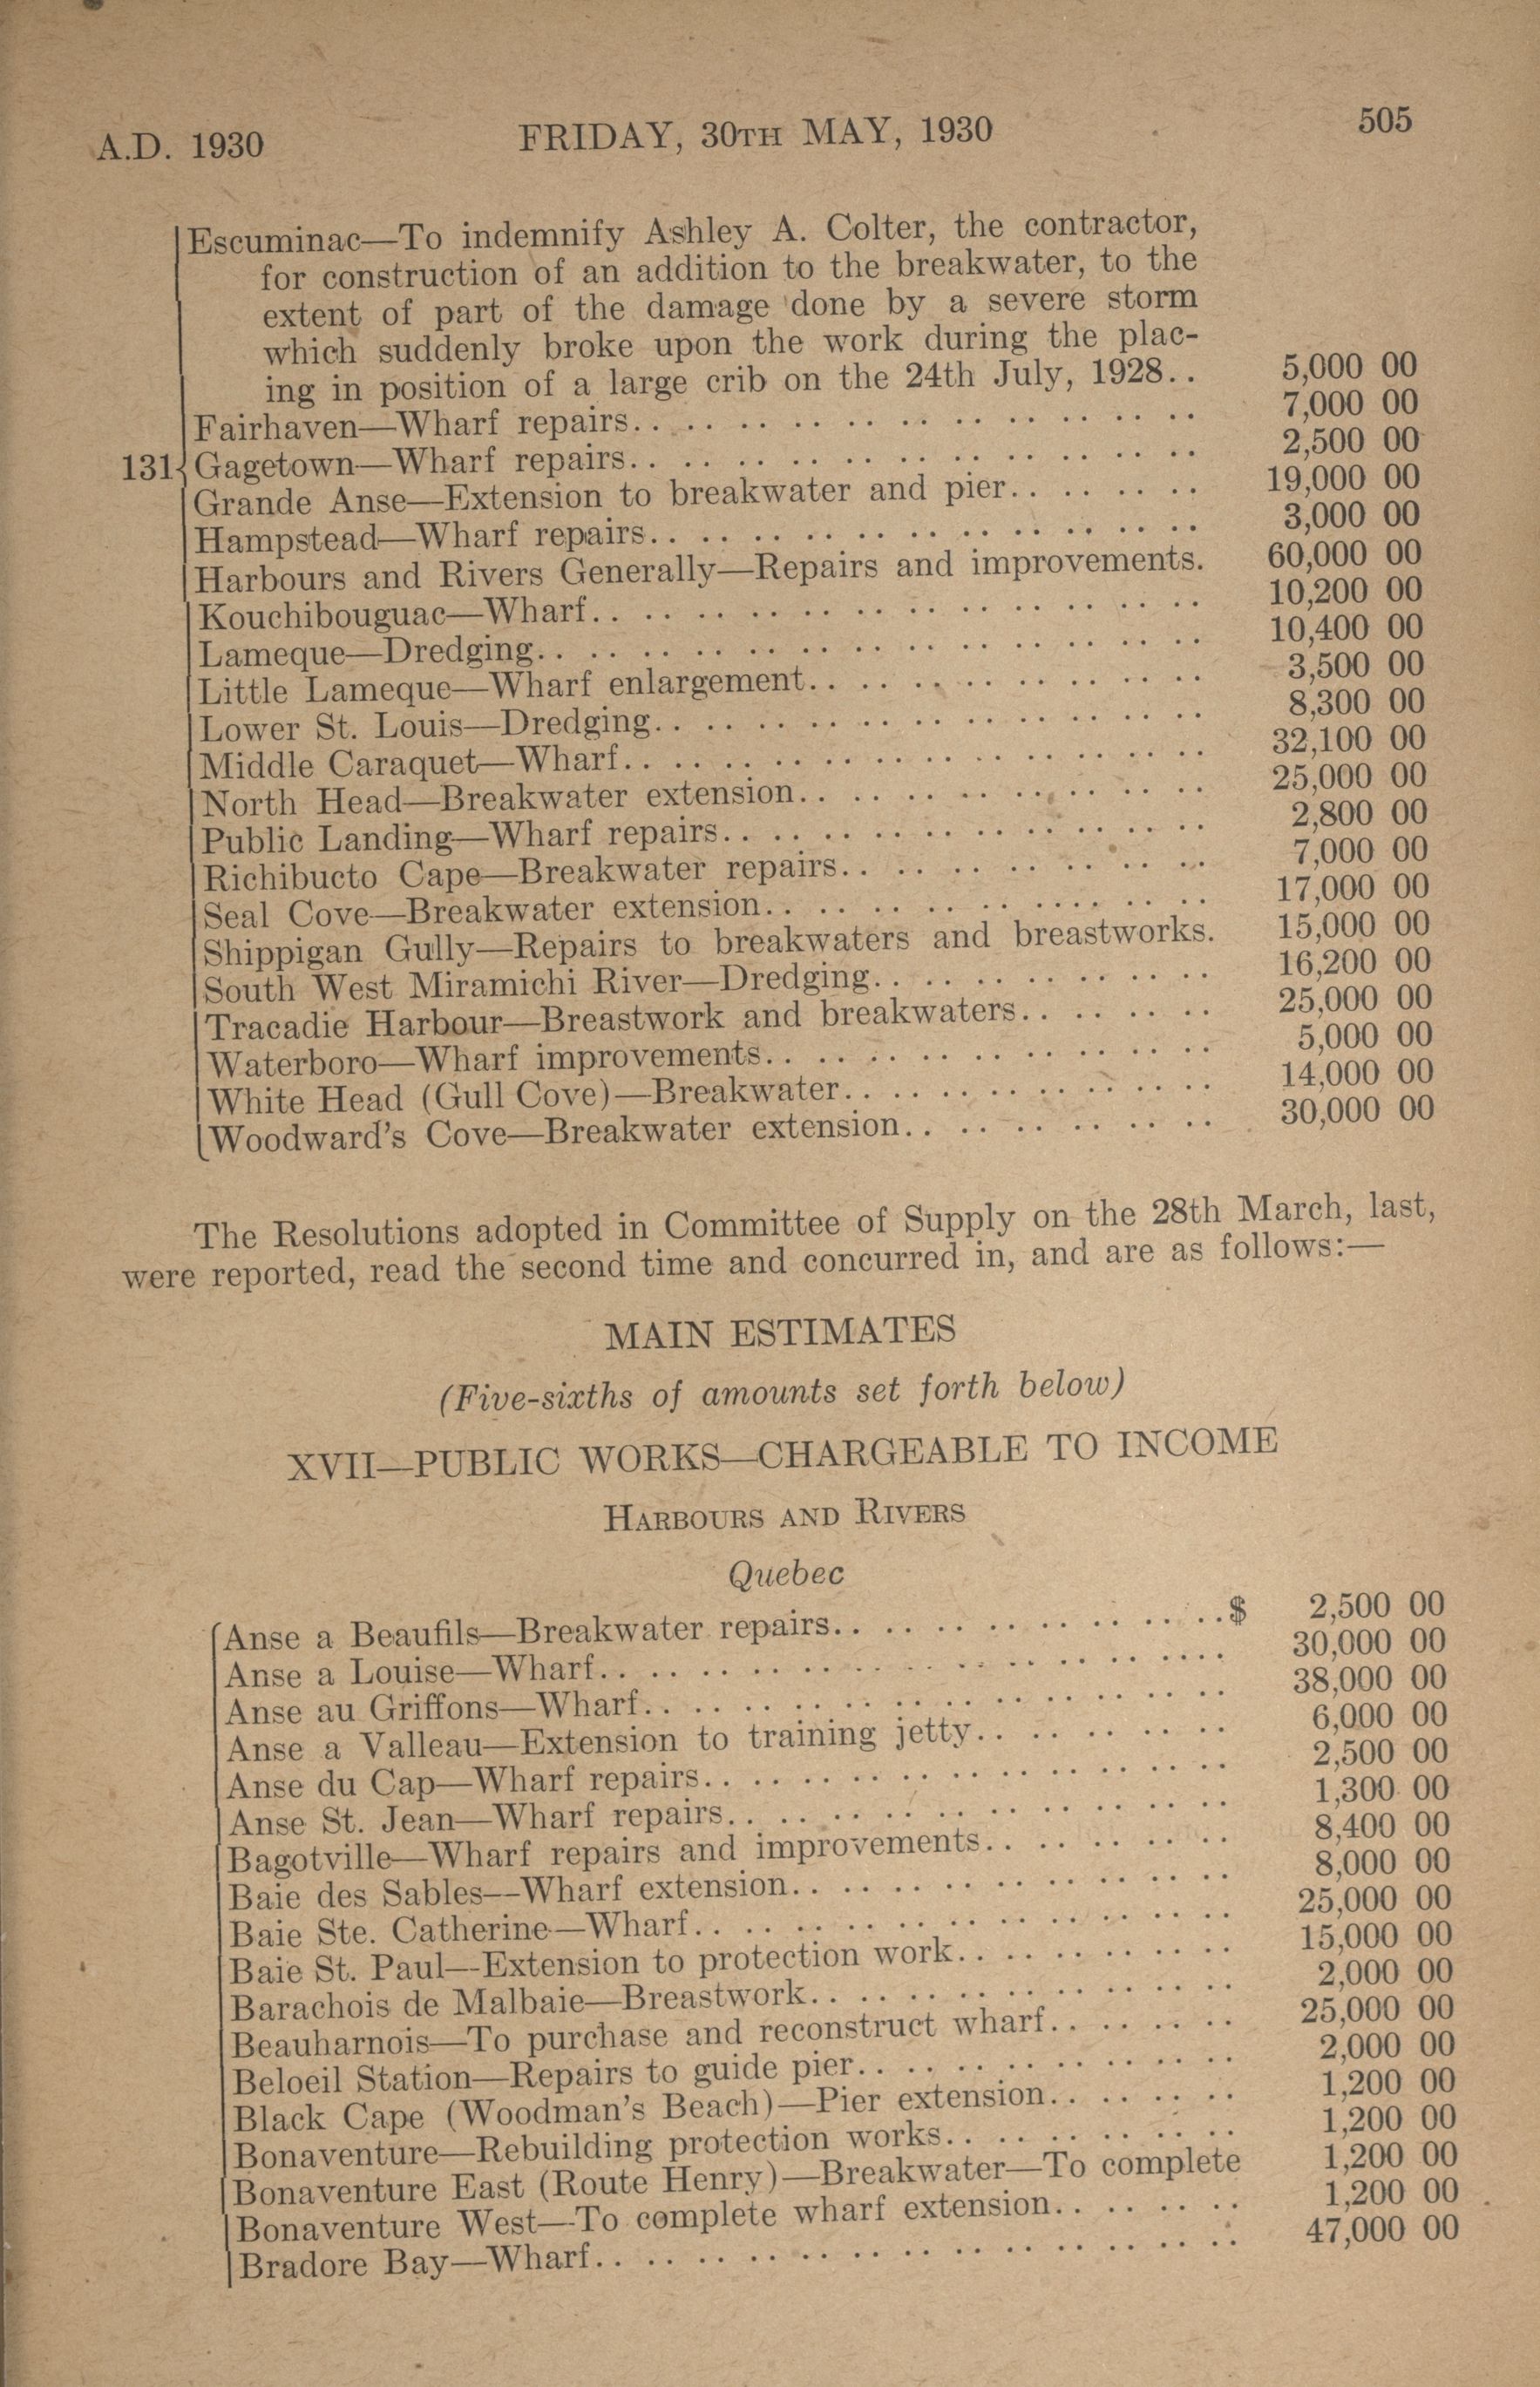 A.D. 1930 FRIDAY, 30TH MAY, 1930 505
Escuminac—To indemnify Ashley A. Colter, the contractor,
for construction of an addition to the breakwater, to the
extent of part of the damage done by a severe storm
which suddenly broke upon the work during the plac-
ing in position of a large crib on the 24th July, 1928.. 5,000 00
Fairhaven—Wharf repairs.. .. .. .. .. .. .. .. .. .. .. 7,000 00
131 Gagetown—Wharf repairs.. .. .. .. .. .. .. .. .. .. .. 2,500 00
Grande Anse—Extension to breakwater and pier.. .. .. .. 19,000 00
Hampstead—Wharf repairs.. .. .. .. .. .. .. .. .. .. .. 3,000 00
Harbours and Rivers Generally—Repairs and improvements. 60,000 00
Kouchibouguac—Wharf.. .. .. .. .. .. .. .. .. .. .. .. 10,200 00
Lameque—Dredging.. .. .. .. .. .. .. .. .. .. .. .. .. 10,400 00
Little Lameque—Wharf enlargement.. .. .. .. .. .. .. .. 3,500 00
Lower St. Louis—Dredging.. .. .. .. .. .. .. .. .. .. .. 8,300 00
Middle Caraquet—Wharf.. .. .. .. .. .. .. .. .. .. .. .. 32,100 00
North Head—Breakwater extension.. .. .. .. .. .. .. .. 25,000 00
Public Landing—Wharf repairs.. .. .. .. .. .. .. .. .. .. 2,800 00
Richibucto Cape—Breakwater repairs.. .. .. .. .. .. .. 7,000 00
Seal Cove—Breakwater extension.. .. .. .. .. .. .. .. .. 17,000 00
Shippigan Gully—Repairs to breakwaters and breastworks. 15,000 00
South West Miramichi River—Dredging.. .. .. .. .. .. .. 16,200 00
Tracadie Harbour—Breastwork and breakwaters.. .. .. .. 25,000 00
Waterboro—Wharf improvements.. .. .. .. .. .. .. .. .. 5,000 00
White Head (Gull Cove)—Breakwater.. .. .. .. .. .. .. 14,000 00
Woodward's Cove—Breakwater extension.. .. .. .. .. .. 30,000 00
The Resolutions adopted in Committee of Supply on the 28th March, last,
were reported, read the second time and concurred in, and are as follows:—
MAIN ESTIMATES
(Five-sixths of amounts set forth below)
XVII—PUBLIC WORKS—CHARGEABLE TO INCOME
HARBOURS AND RIVERS
Quebec
Anse a Beaufils—Breakwater repairs.. .. .. .. .. .. .. ..$ 2,500 00
Anse a Louise—Wharf.. .. .. .. .. .. .. .. .. .. .. .. 30,000 00
Anse au Griffons—Wharf.. .. .. .. .. .. .. .. .. .. .. .. 38,000 00
Anse a Valleau—Extension to training jetty.. .. .. .. .. 6,000 00
Anse du Cap—Wharf repairs.. .. .. .. .. .. .. .. .. .. .. 2,500 00
Anse St. Jean—Wharf repairs.. .. .. .. .. .. .. .. .. .. 1,300 00
Bagotville—Wharf repairs and improvements.. .. .. .. .. 8,400 00
Baie des Sables—Wharf extension.. .. .. .. .. .. .. .. .. 8,000 00
Baie Ste. Catherine—Wharf.. .. .. .. .. .. .. .. .. .. .. 25,000 00
Baie St. Paul—Extension to protection work.. .. .. .. .. .. 15,000 00
Barachois de Malbaie—Breastwork.. .. .. .. .. .. .. .. .. 2,000 00
Beauharnois—To purchase and reconstruct wharf.. .. .. .. 25,000 00
Beloeil Station—Repairs to guide pier.. .. .. .. .. .. .. .. 2,000 00
Black Cape (Woodman's Beach)—Pier extension.. .. .. .. 1,200 00
Bonaventure—Rebuilding protection works.. .. .. .. .. .. 1,200 00
Bonaventure East (Route Henry)—Breakwater—To complete 1,200 00
Bonaventure West—To complete wharf extension.. .. .. .. 1,200 00
Bradore Bay—Wharf.. .. .. .. .. .. .. .. .. .. .. .. .. 47,000 00